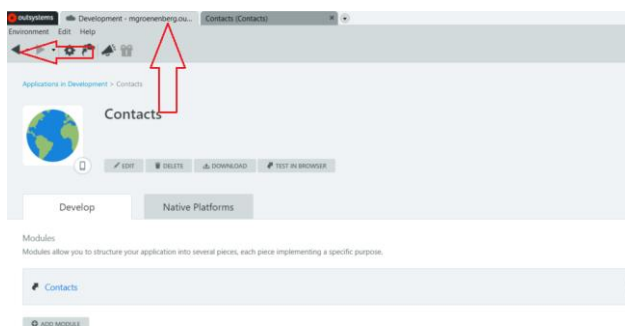 outsystems Development - mgroenenberg.ou... Contacts (Contacts) ×
Environment Edit Help
Applications in Development > Contacts
Contacts
EDIT DELETE DOWNLOAD TEST IN BROWSER
Develop Native Platforms
Modules
Modules allow you to structure your application into several pieces, each piece implementing a specific purpose.
Contacts
ADD MODULE